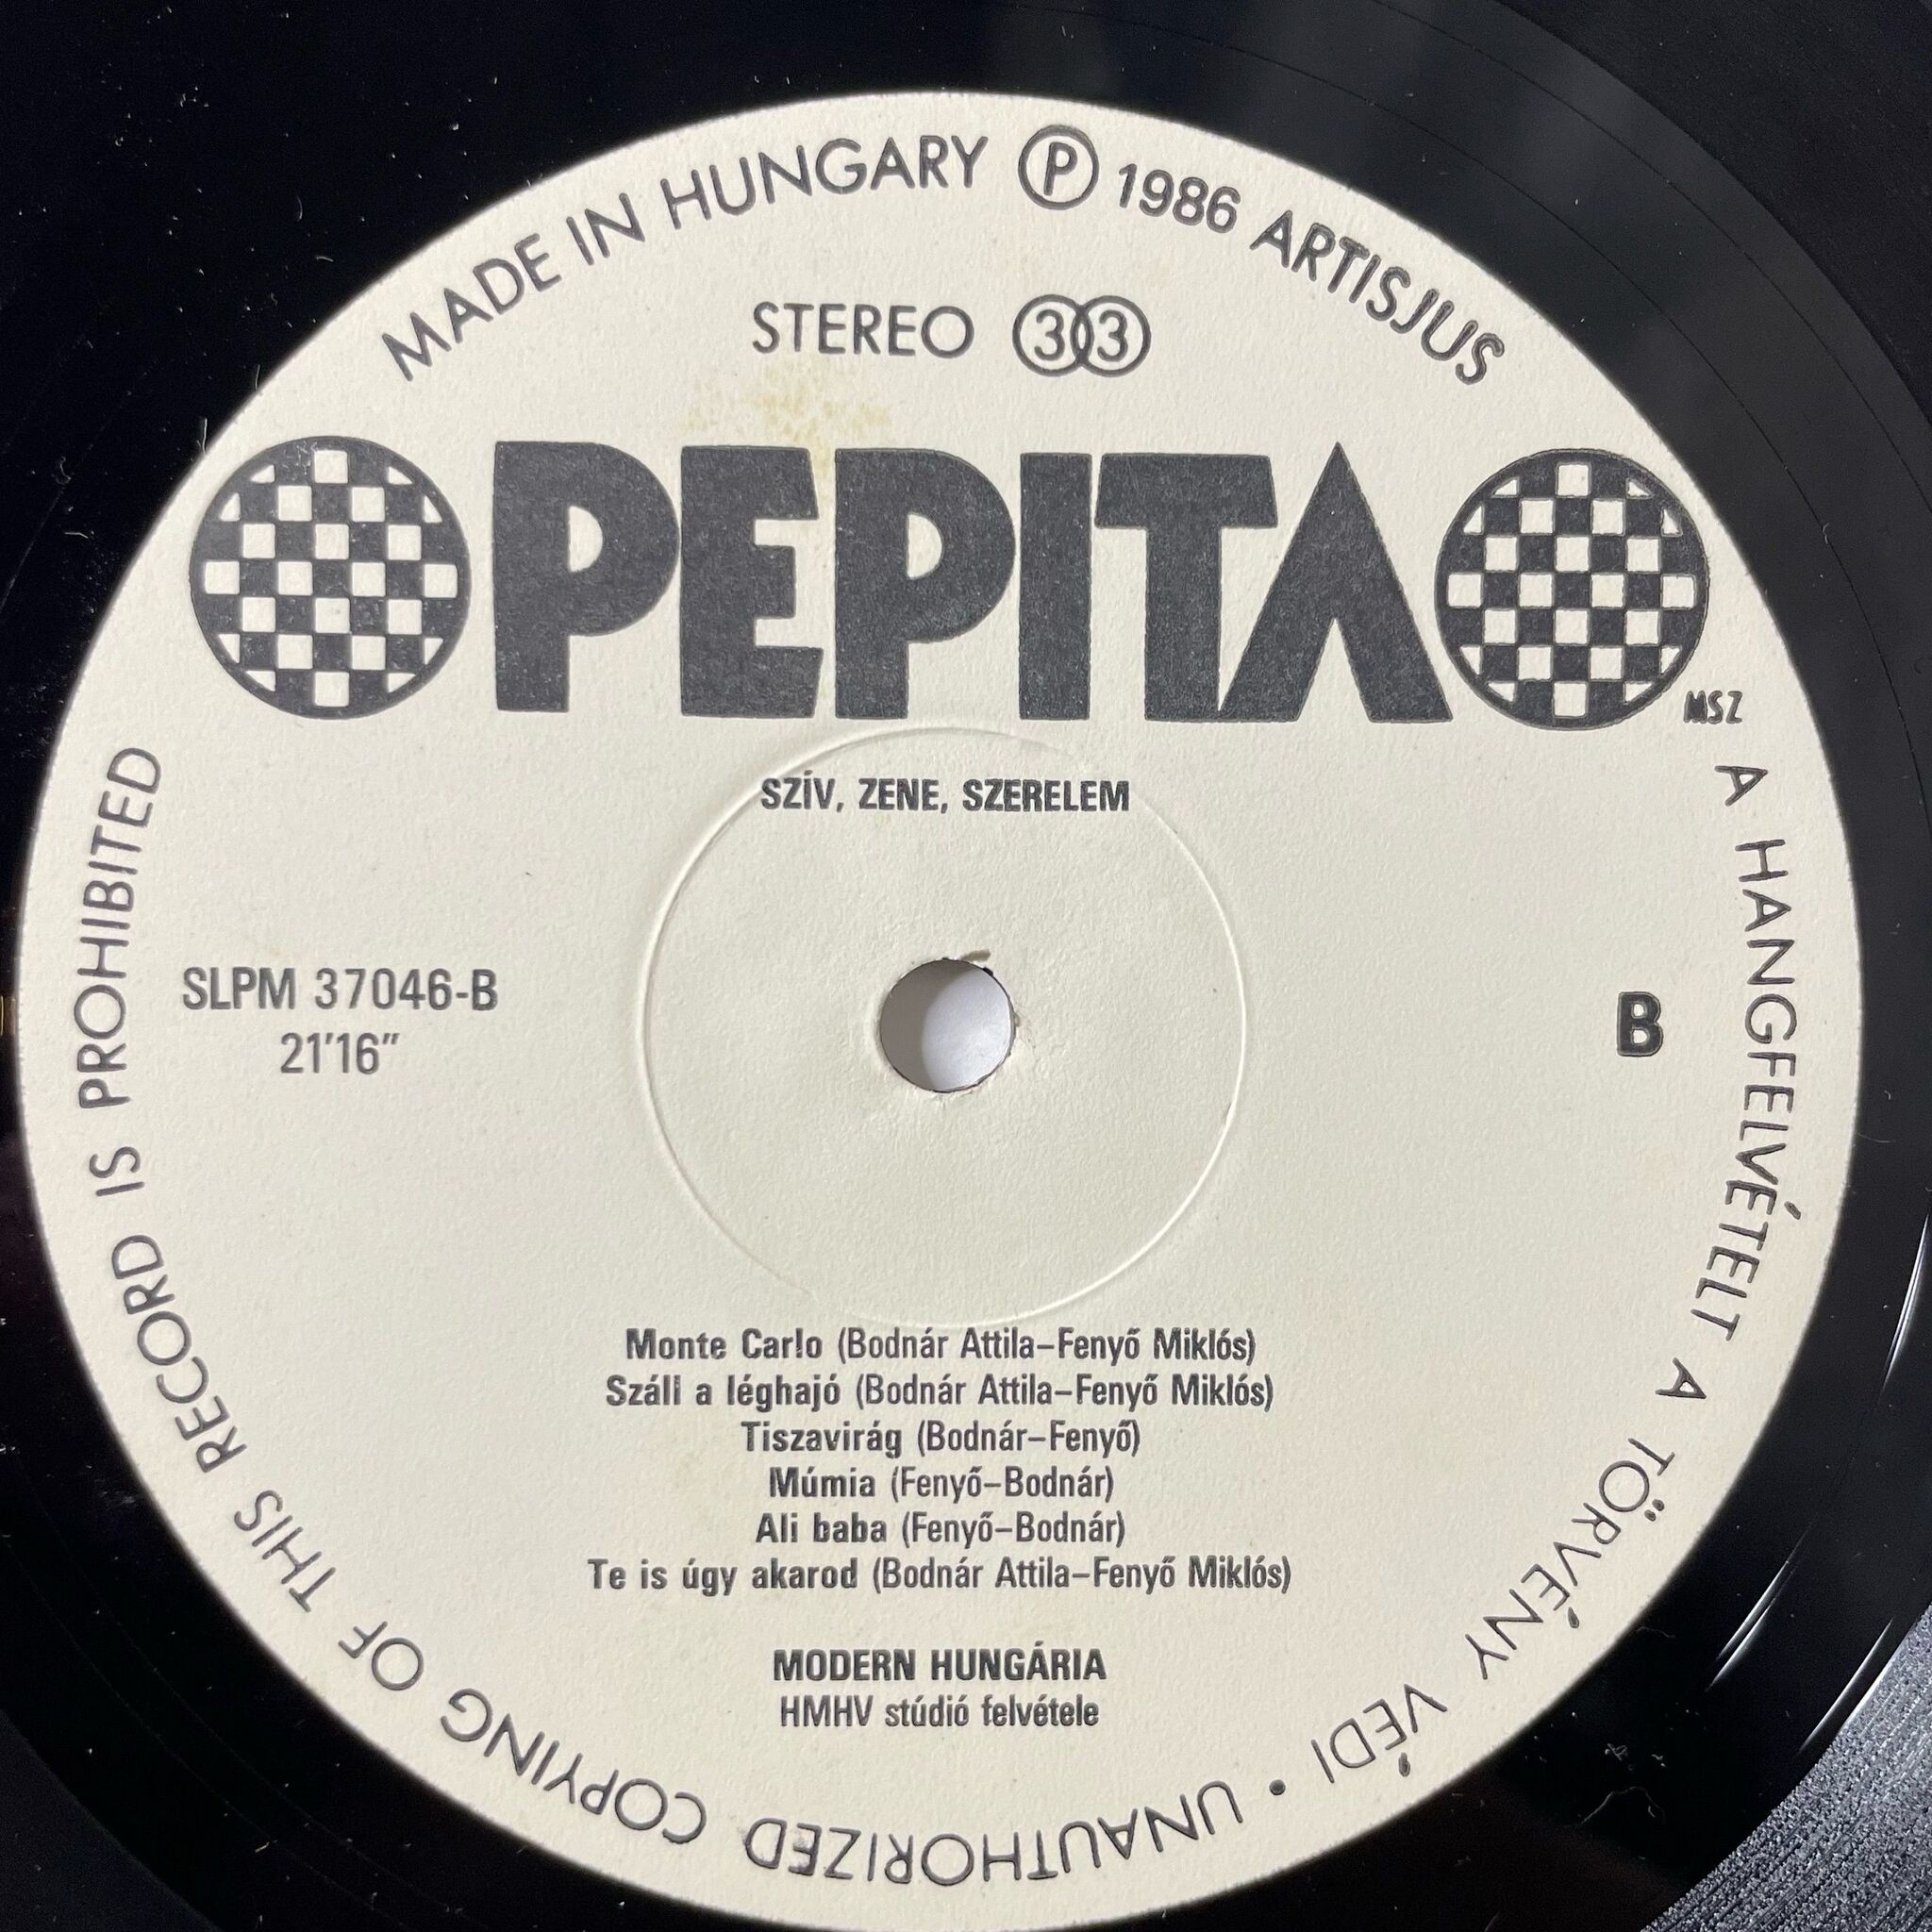 MADE IN HUNGARY Ⓟ 1986 ARTISJUS
STEREO 33
PEPITA
MSZ
SZÍV, ZENE, SZERELEM
SLPM 37046-B
21'16"
B
Monte Carlo (Bodnár Attila–Fenyő Miklós)
Száll a léghajó (Bodnár Attila–Fenyő Miklós)
Tiszavirág (Bodnár–Fenyő)
Múmia (Fenyő–Bodnár)
Ali baba (Fenyő–Bodnár)
Te is úgy akarod (Bodnár Attila–Fenyő Miklós)
MODERN HUNGÁRIA
HMHV stúdió felvétele
A HANGFELVÉTELT A TÖRVÉNY VÉDI • UNAUTHORIZED COPYING OF THIS RECORD IS PROHIBITED